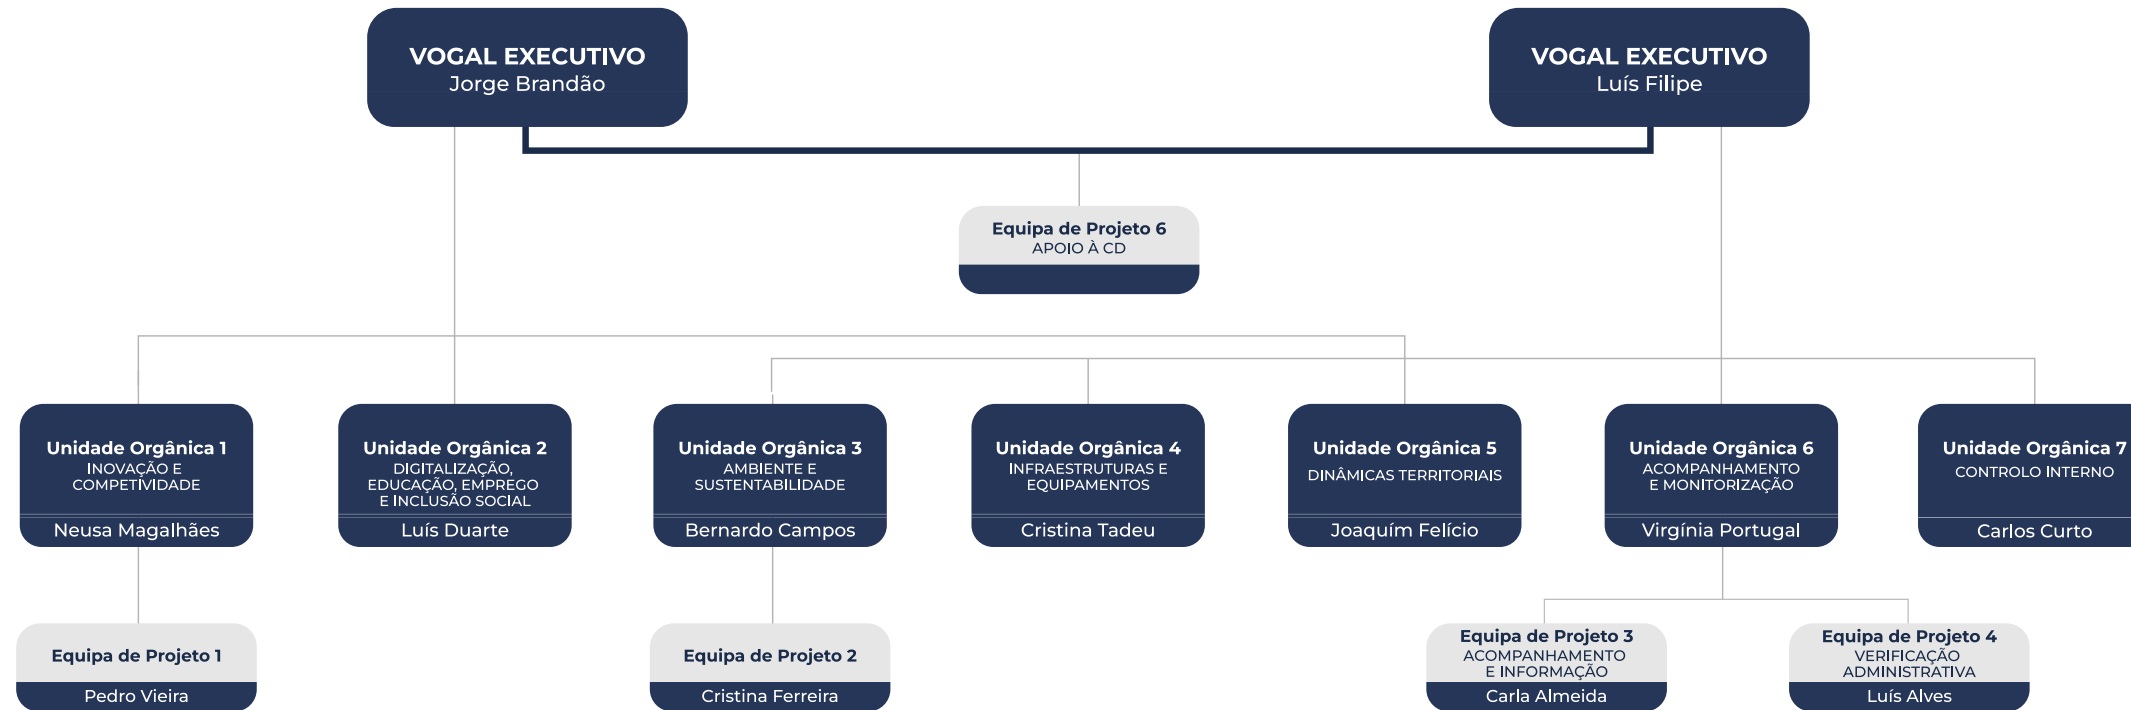 VOGAL EXECUTIVO
Jorge Brandão
VOGAL EXECUTIVO
Luís Filipe
Equipa de Projeto 6
APOIO À CD
Unidade Orgânica 1
INOVAÇÃO E
COMPETIVIDADE
Neusa Magalhães
Unidade Orgânica 2
DIGITALIZAÇÃO,
EDUCAÇÃO, EMPREGO
E INCLUSÃO SOCIAL
Luís Duarte
Unidade Orgânica 3
AMBIENTE E
SUSTENTABILIDADE
Bernardo Campos
Unidade Orgânica 4
INFRAESTRUTURAS E
EQUIPAMENTOS
Cristina Tadeu
Unidade Orgânica 5
DINÂMICAS TERRITORIAIS
Joaquím Felício
Unidade Orgânica 6
ACOMPANHAMENTO
E MONITORIZAÇÃO
Virgínia Portugal
Unidade Orgânica 7
CONTROLO INTERNO
Carlos Curto
Equipa de Projeto 1
Pedro Vieira
Equipa de Projeto 2
Cristina Ferreira
Equipa de Projeto 3
ACOMPANHAMENTO
E INFORMAÇÃO
Carla Almeida
Equipa de Projeto 4
VERIFICAÇÃO
ADMINISTRATIVA
Luís Alves